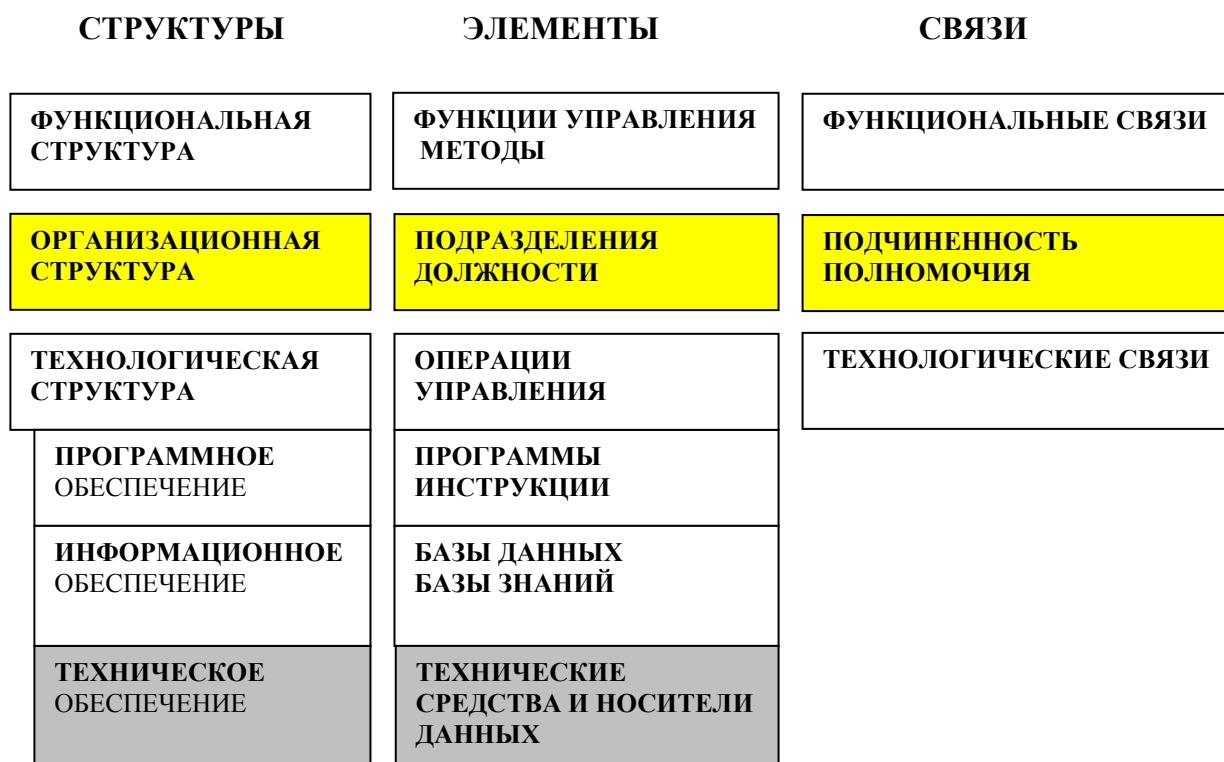 СТРУКТУРЫ
ЭЛЕМЕНТЫ
СВЯЗИ
ФУНКЦИОНАЛЬНАЯ
СТРУКТУРА
ФУНКЦИИ УПРАВЛЕНИЯ
МЕТОДЫ
ФУНКЦИОНАЛЬНЫЕ СВЯЗИ
ОРГАНИЗАЦИОННАЯ
СТРУКТУРА
ПОДРАЗДЕЛЕНИЯ
ДОЛЖНОСТИ
ПОДЧИНЕННОСТЬ
ПОЛНОМОЧИЯ
ТЕХНОЛОГИЧЕСКАЯ
СТРУКТУРА
ОПЕРАЦИИ
УПРАВЛЕНИЯ
ТЕХНОЛОГИЧЕСКИЕ СВЯЗИ
ПРОГРАММНОЕ
ОБЕСПЕЧЕНИЕ
ПРОГРАММЫ
ИНСТРУКЦИИ
ИНФОРМАЦИОННОЕ
ОБЕСПЕЧЕНИЕ
БАЗЫ ДАННЫХ
БАЗЫ ЗНАНИЙ
ТЕХНИЧЕСКОЕ
ОБЕСПЕЧЕНИЕ
ТЕХНИЧЕСКИЕ
СРЕДСТВА И НОСИТЕЛИ
ДАННЫХ